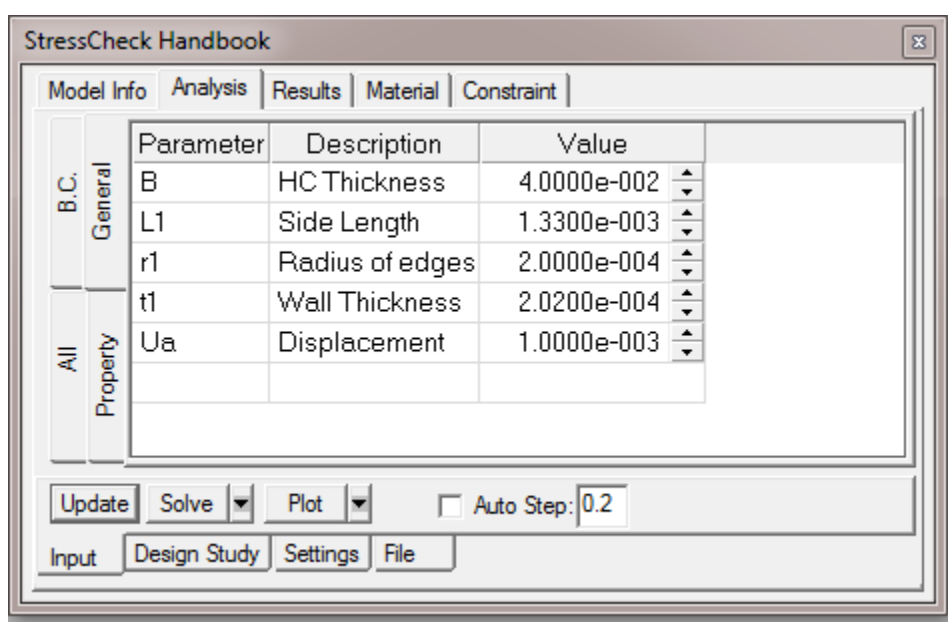 StressCheck Handbook
Model Info Analysis Results Material Constraint
B.C. General
All Property
Parameter Description Value
B HC Thickness 4.0000e-002
L1 Side Length 1.3300e-003
r1 Radius of edges 2.0000e-004
t1 Wall Thickness 2.0200e-004
Ua Displacement 1.0000e-003
Update Solve Plot Auto Step: 0.2
Input Design Study Settings File